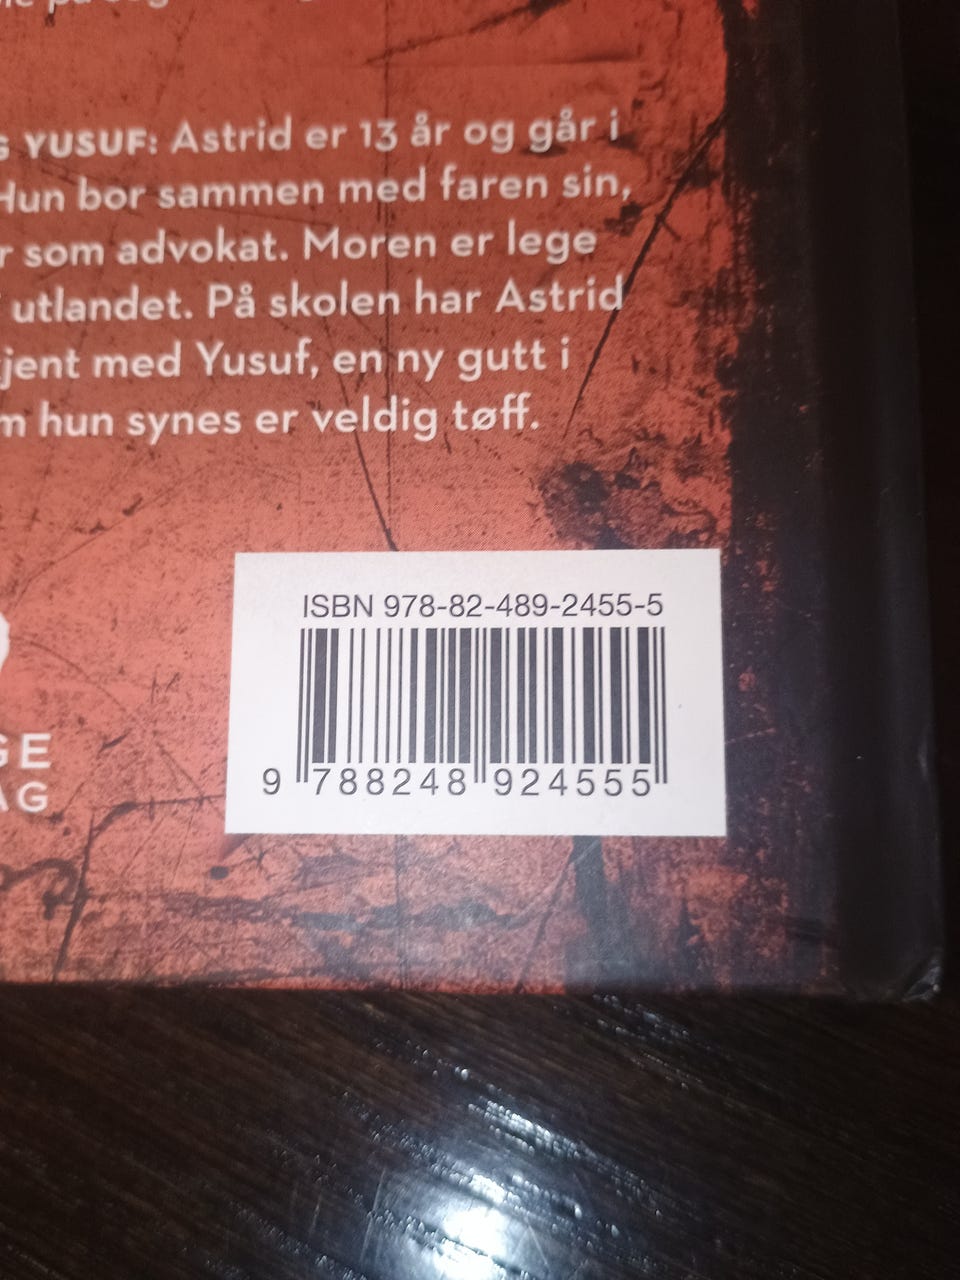 YUSUF: Astrid er 13 år og går i
Hun bor sammen med faren sin,
r som advokat. Moren er lege
utlandet. På skolen har Astrid
jent med Yusuf, en ny gutt i
m hun synes er veldig tøff.
ISBN 978-82-489-2455-5
9 788248 924555
GE
AG